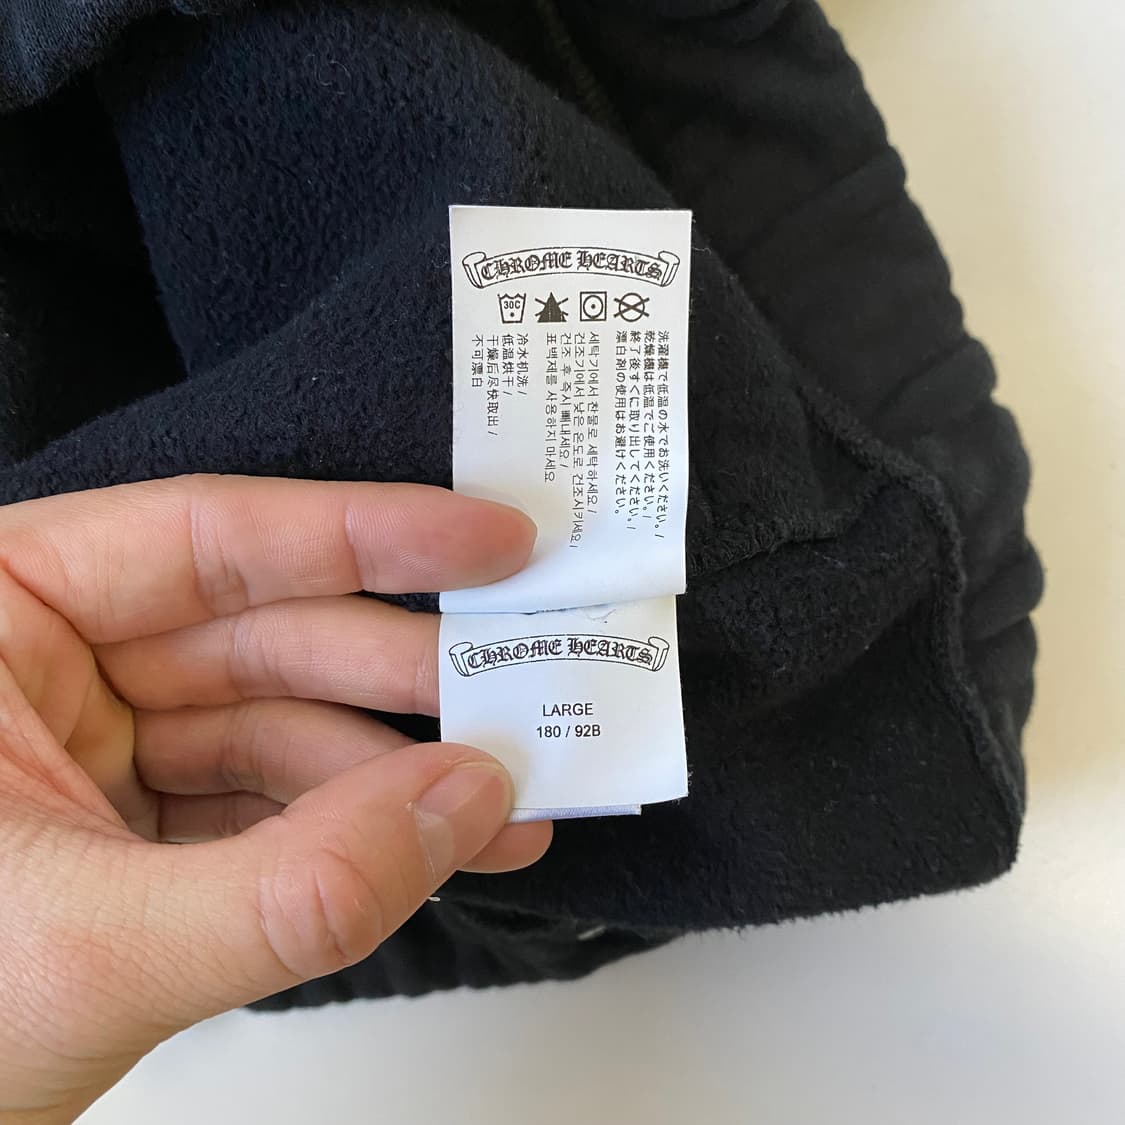 CHROME HEARTS
30C
洗濯機で低温の水でお洗いください。/
乾燥機は低温でご使用ください。/
終了後すぐに取り出してください。/
漂白剤の使用はお避けください。
세탁기에서 찬물로 세탁하세요 /
건조기에서 낮은 온도로 건조시키세요 /
건조 후 즉시 빼내세요 /
표백제를 사용하지 마세요
冷水机洗 /
低温烘干 /
干燥后尽快取出 /
不可漂白
CHROME HEARTS
LARGE
180 / 92B